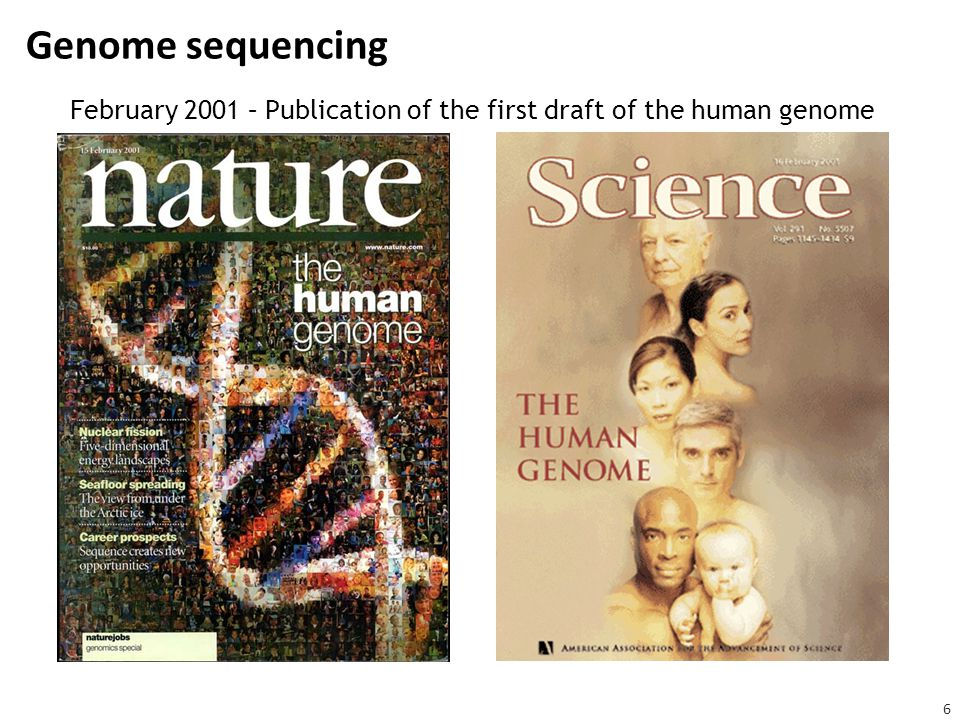 Genome sequencing
February 2001 – Publication of the first draft of the human genome
15 February 2001
nature
$10.00
www.nature.com
the
human
genome
Nuclear fission
Five-dimensional
energy landscapes
Seafloor spreading
The view from under
the Arctic ice
Career prospects
Sequence creates new
opportunities
naturejobs
genomics special
16 February 2001
Science
Vol. 291 No. 5507
Pages 1145–1434 $9
THE
HUMAN
GENOME
AMERICAN ASSOCIATION FOR THE ADVANCEMENT OF SCIENCE
6